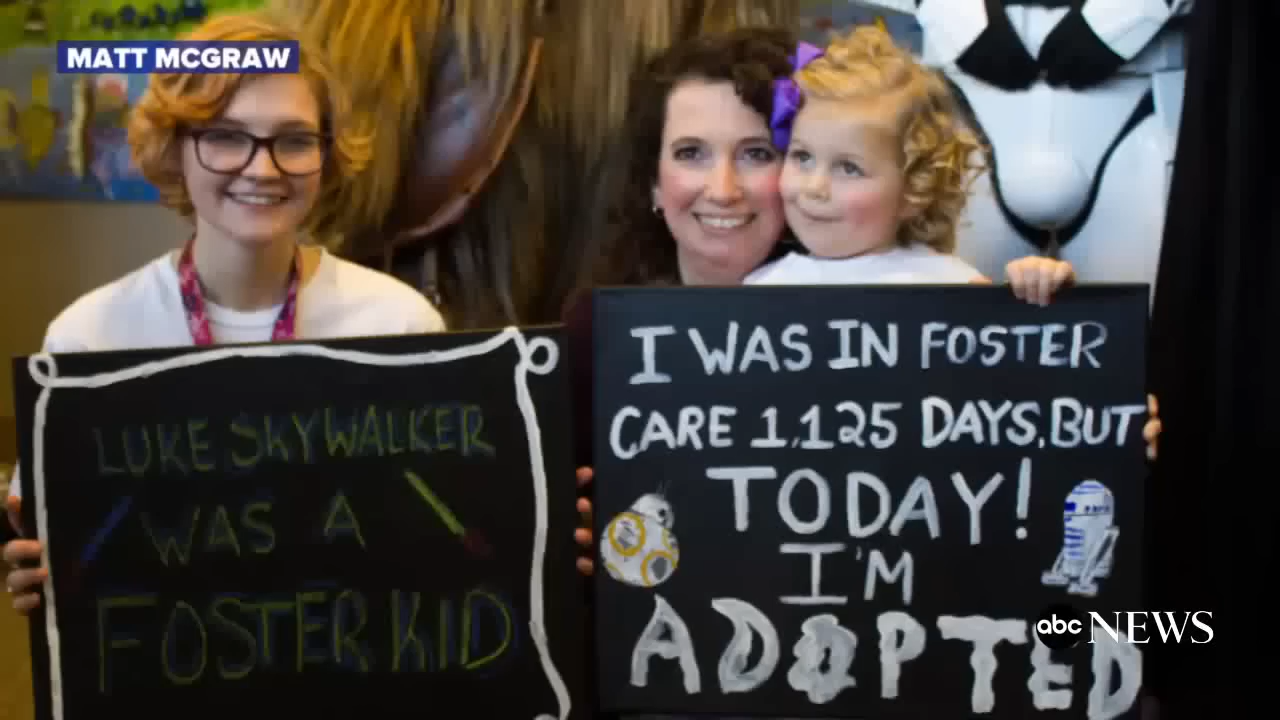 MATT MCGRAW
LUKE SKYWALKER
WAS A
FOSTER KID
I WAS IN FOSTER
CARE 1,125 DAYS, BUT
TODAY!
I'M
ADOPTED
abc NEWS